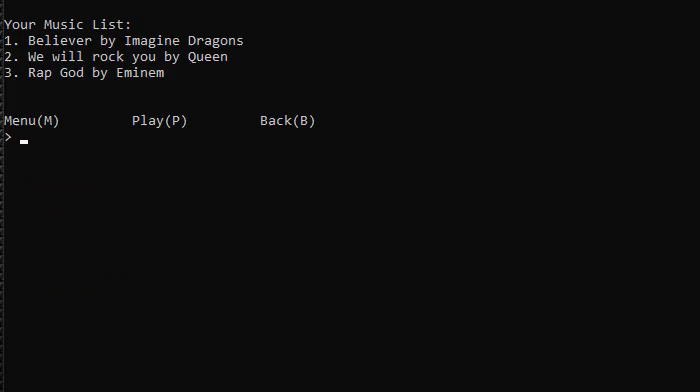 Your Music List:
1. Believer by Imagine Dragons
2. We will rock you by Queen
3. Rap God by Eminem
Menu(M) Play(P) Back(B)
>